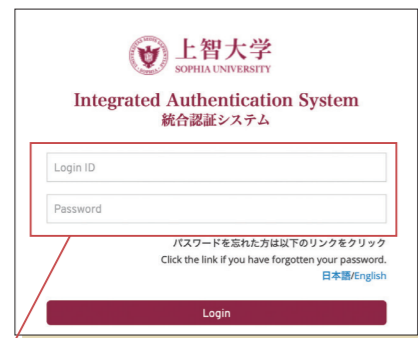 上智大学
SOPHIA UNIVERSITY
Integrated Authentication System
統合認証システム
Login ID
Password
パスワードを忘れた方は以下のリンクをクリック
Click the link if you have forgotten your password.
日本語/English
Login